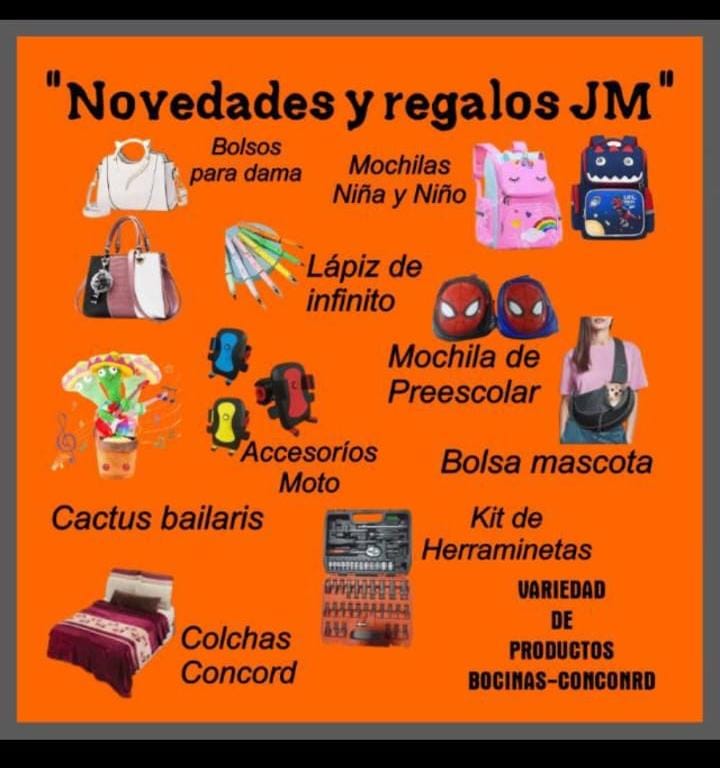 "Novedades y regalos JM"
Bolsos
para dama
Mochilas
Niña y Niño
Lápiz de
infinito
Mochila de
Preescolar
Accesoríos
Moto
Bolsa mascota
Cactus bailaris
Kit de
Herraminetas
VARIEDAD
DE
PRODUCTOS
BOCINAS-CONCONRD
Colchas
Concord